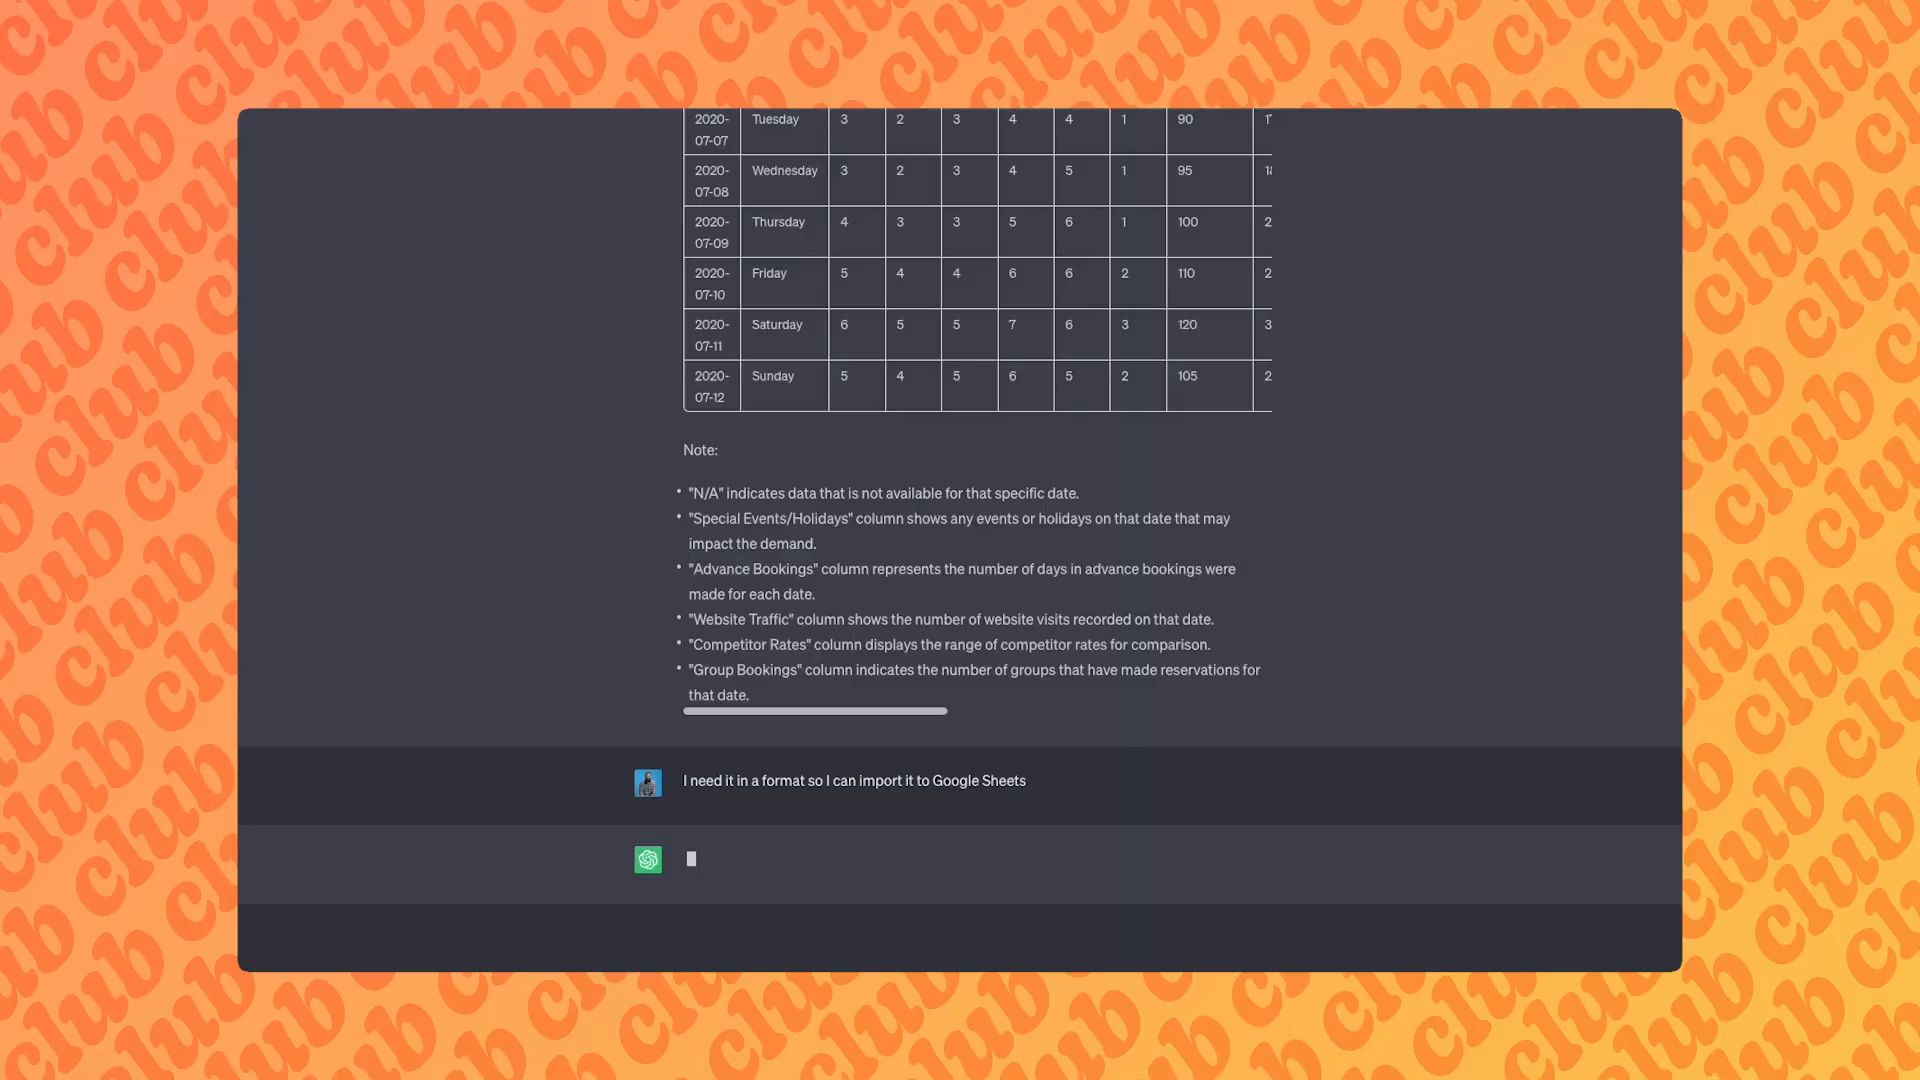 2020- Tuesday 3 2 3 4 4 1 90
07-07
2020- Wednesday 3 2 3 4 5 1 95
07-08
2020- Thursday 4 3 3 5 6 1 100 2
07-09
2020- Friday 5 4 4 6 6 2 110 2
07-10
2020- Saturday 6 5 5 7 6 3 120 3
07-11
2020- Sunday 5 4 5 6 5 2 105 2
07-12
Note:
• "N/A" indicates data that is not available for that specific date.
• "Special Events/Holidays" column shows any events or holidays on that date that may
impact the demand.
• "Advance Bookings" column represents the number of days in advance bookings were
made for each date.
• "Website Traffic" column shows the number of website visits recorded on that date.
• "Competitor Rates" column displays the range of competitor rates for comparison.
• "Group Bookings" column indicates the number of groups that have made reservations for
that date.
I need it in a format so I can import it to Google Sheets
club